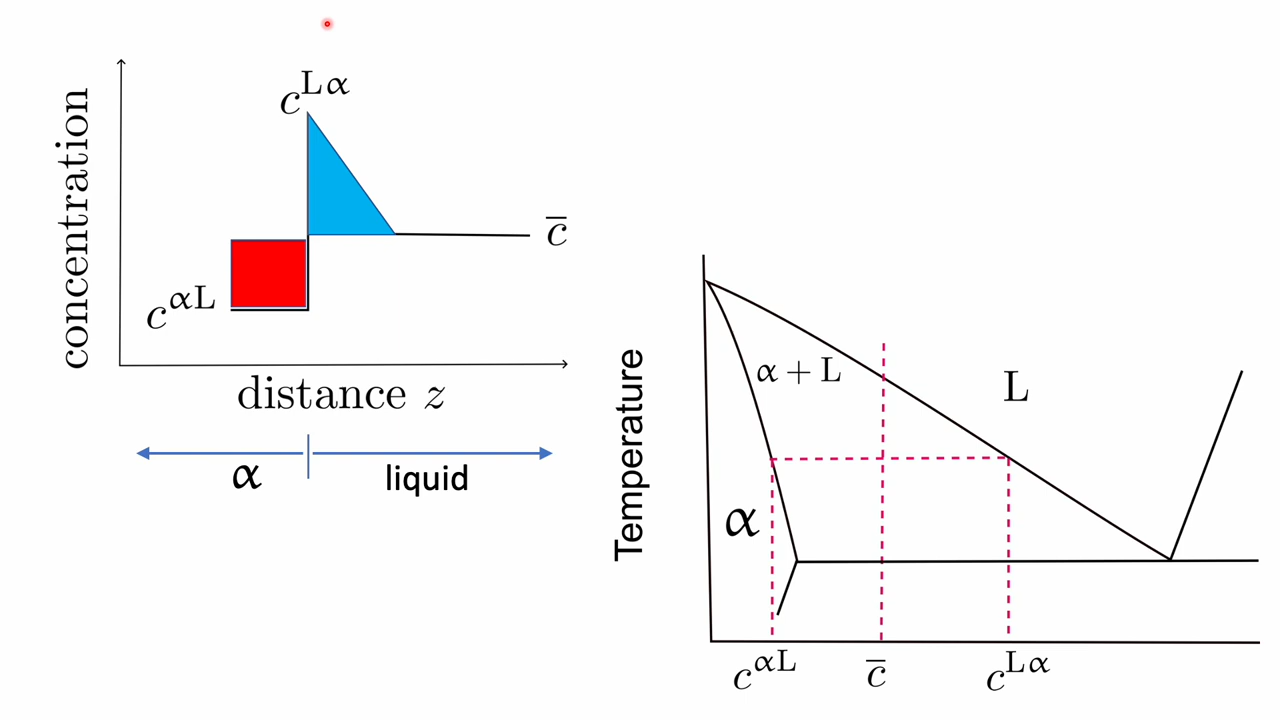 concentration
c^{Lα}
c̅
c^{αL}
distance z
α
liquid
Temperature
α + L
L
α
c^{αL}
c̅
c^{Lα}